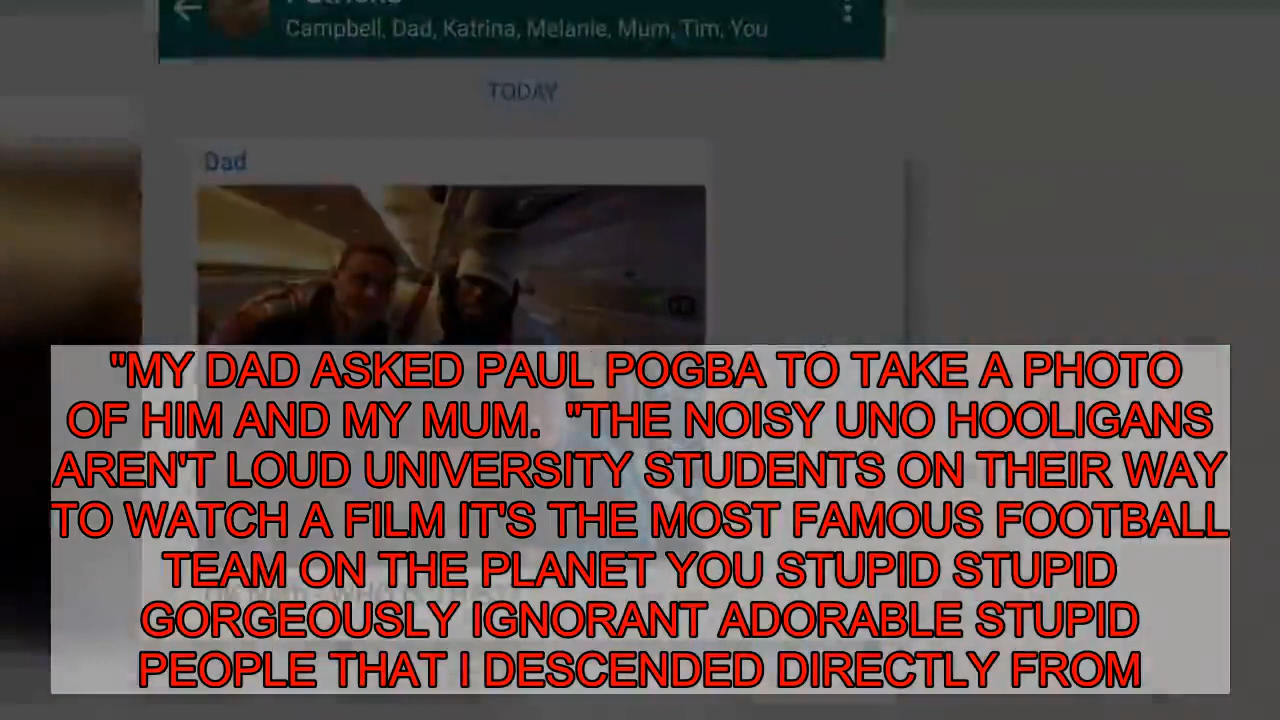 Campbell, Dad, Katrina, Melanie, Mum, Tim, You
TODAY
Dad
"MY DAD ASKED PAUL POGBA TO TAKE A PHOTO
OF HIM AND MY MUM. "THE NOISY UNO HOOLIGANS
AREN'T LOUD UNIVERSITY STUDENTS ON THEIR WAY
TO WATCH A FILM IT'S THE MOST FAMOUS FOOTBALL
TEAM ON THE PLANET YOU STUPID STUPID
GORGEOUSLY IGNORANT ADORABLE STUPID
PEOPLE THAT I DESCENDED DIRECTLY FROM